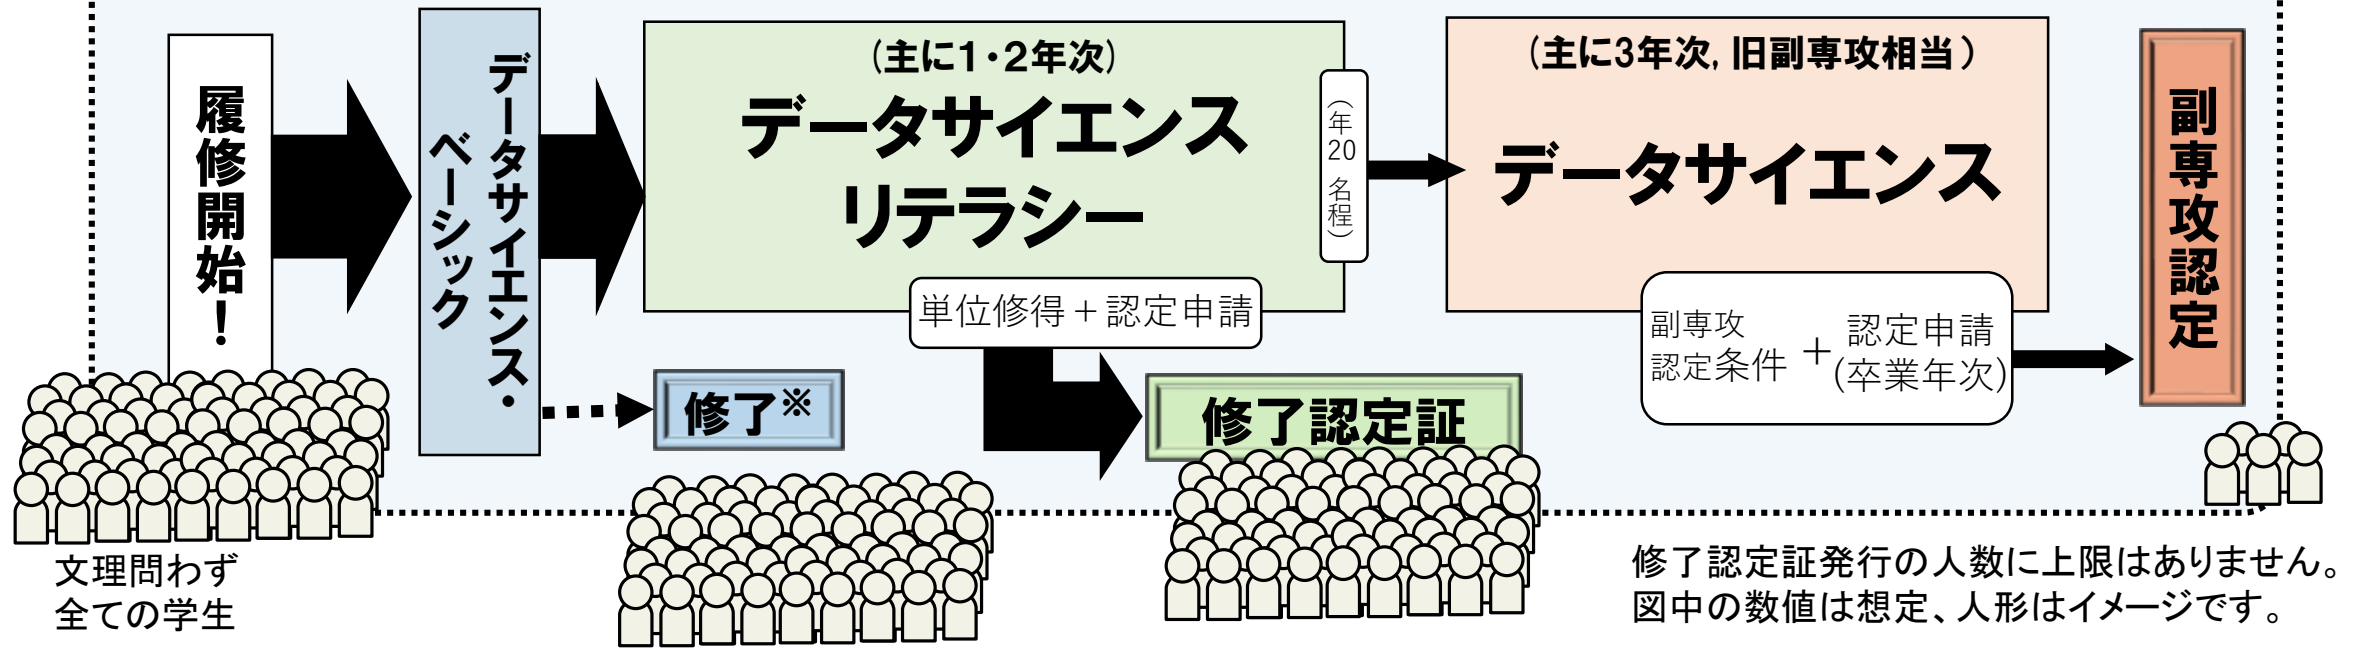 履修開始！
データサイエンス・
ベーシック
(主に１・２年次)
データサイエンス
リテラシー
（年20 名程）
(主に3年次, 旧副専攻相当 )
データサイエンス
副専攻認定
単位修得＋認定申請
副専攻
認定条件
＋
認定申請
(卒業年次)
修了※
修了認定証
文理問わず
全ての学生
修了認定証発行の人数に上限はありません。
図中の数値は想定、人形はイメージです。